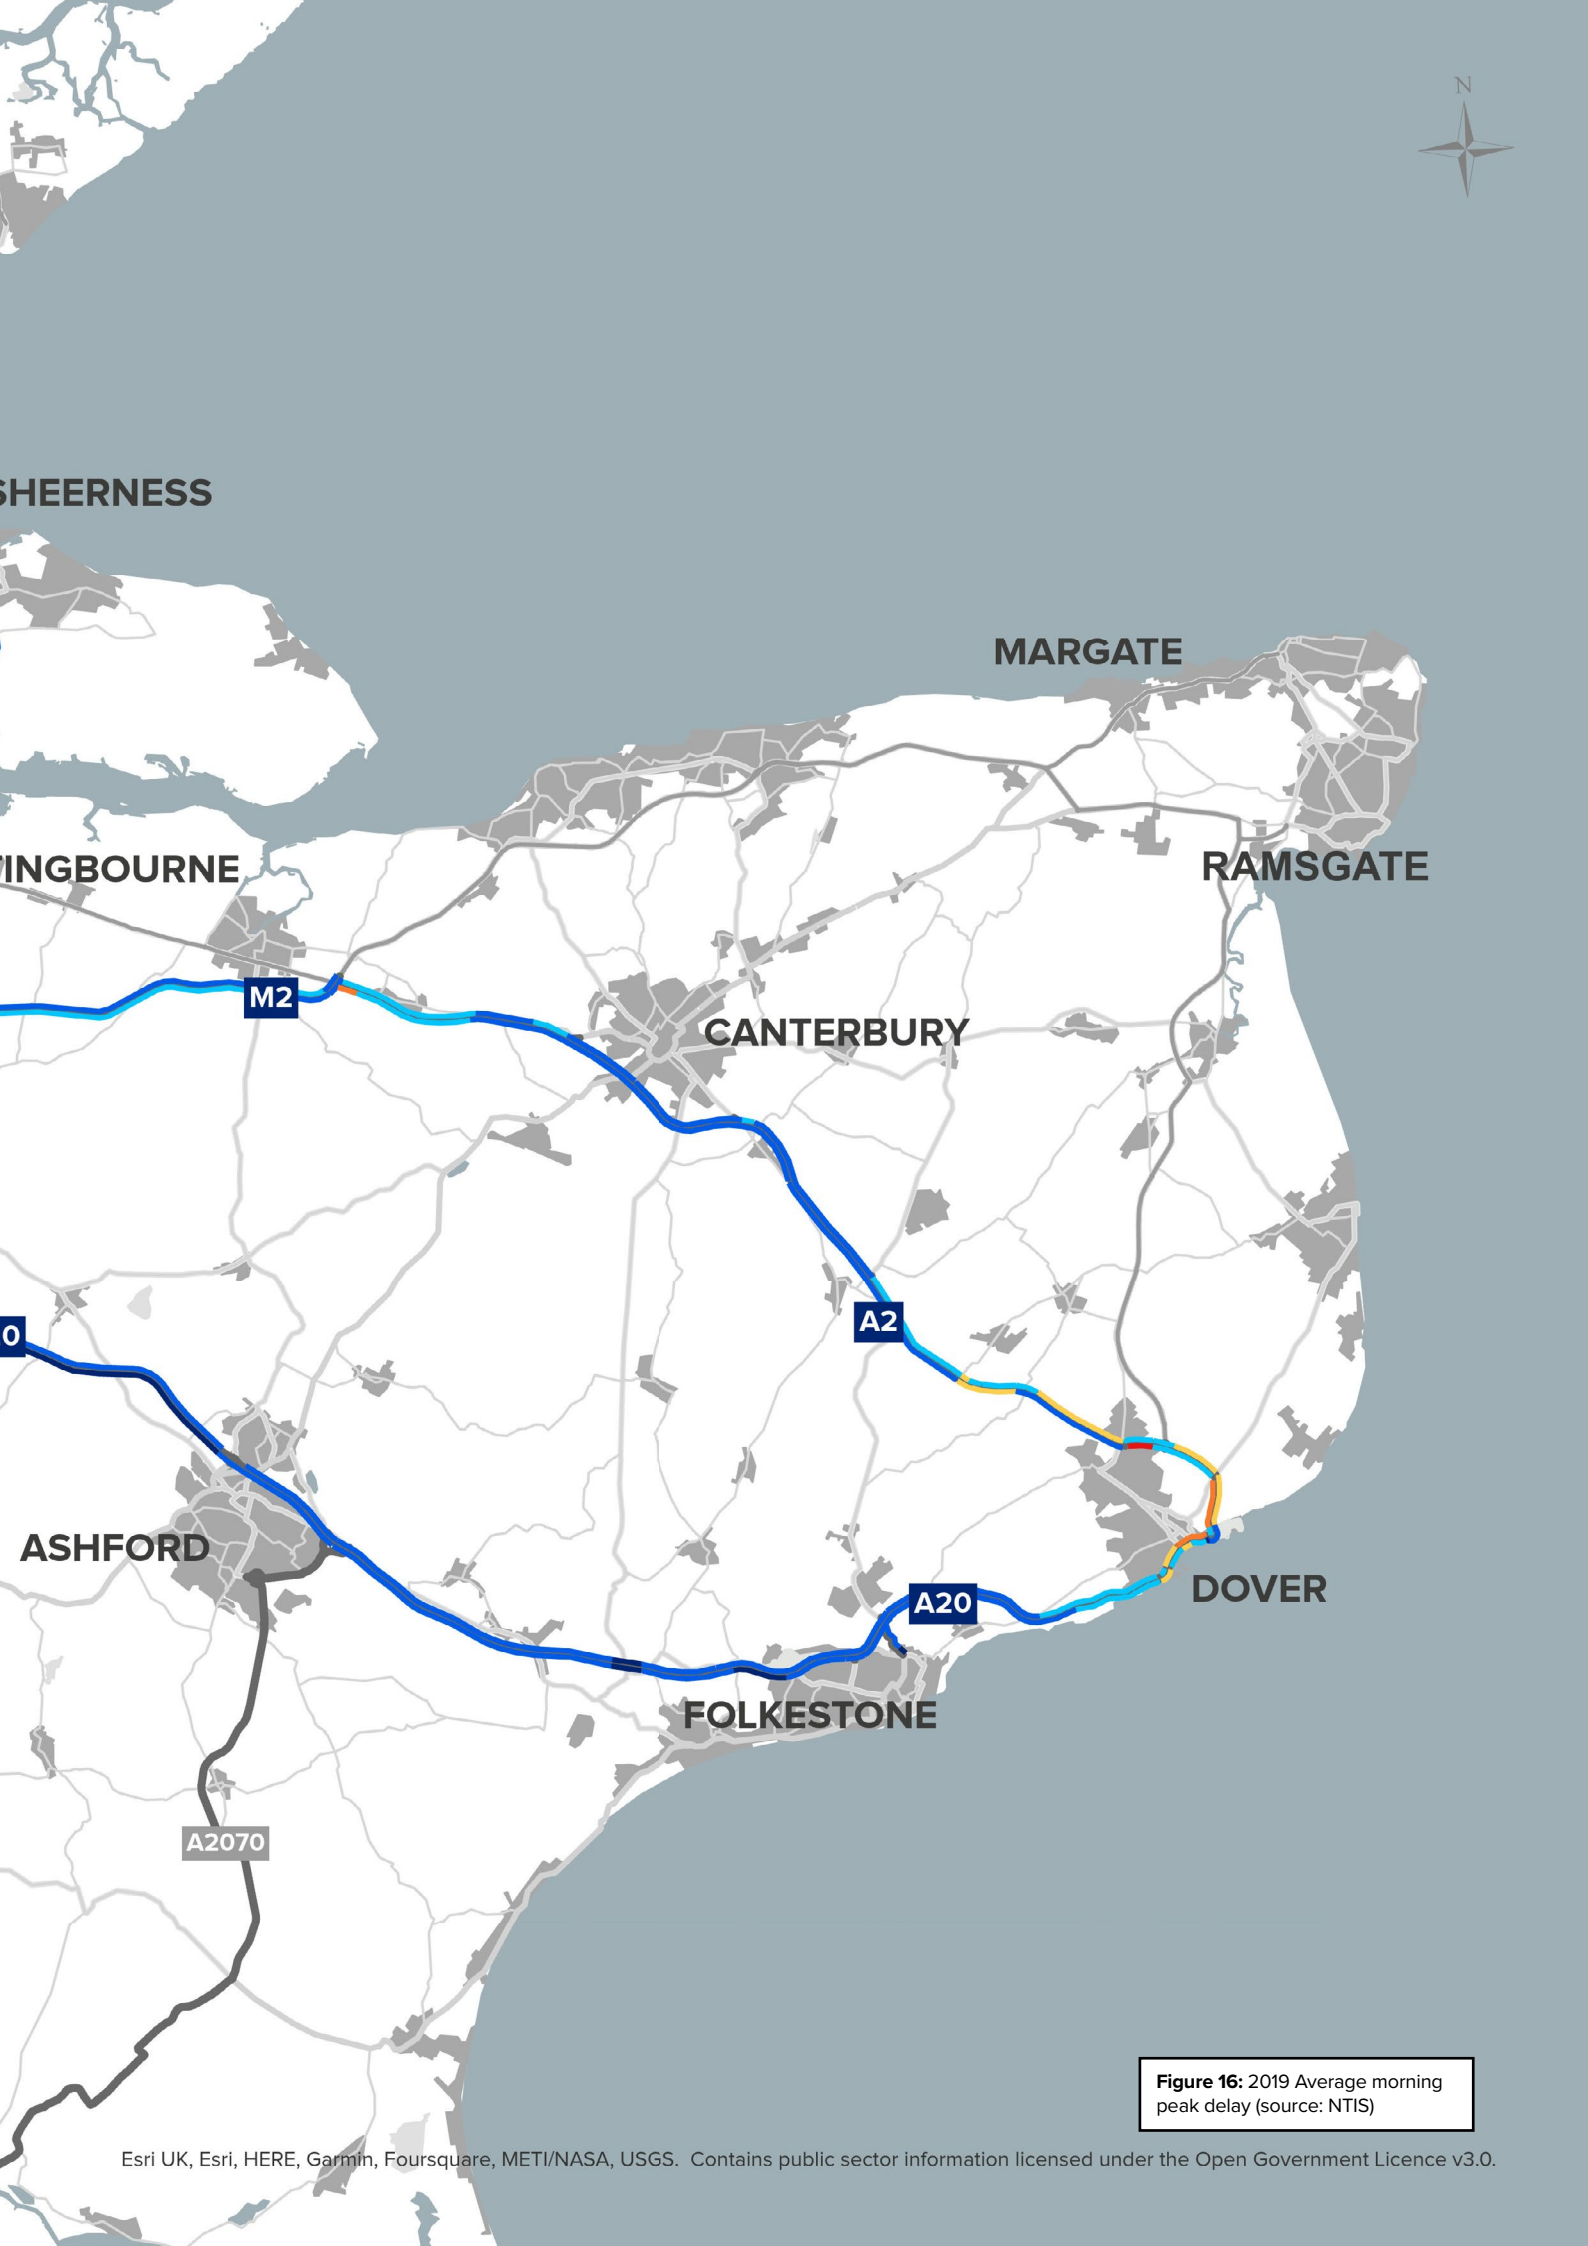 N
SHEERNESS
MARGATE
INGBOURNE
RAMSGATE
M2
CANTERBURY
A2
0
ASHFORD
DOVER
A20
FOLKESTONE
A2070
Figure 16: 2019 Average morning
peak delay (source: NTIS)
Esri UK, Esri, HERE, Garmin, Foursquare, METI/NASA, USGS. Contains public sector information licensed under the Open Government Licence v3.0.